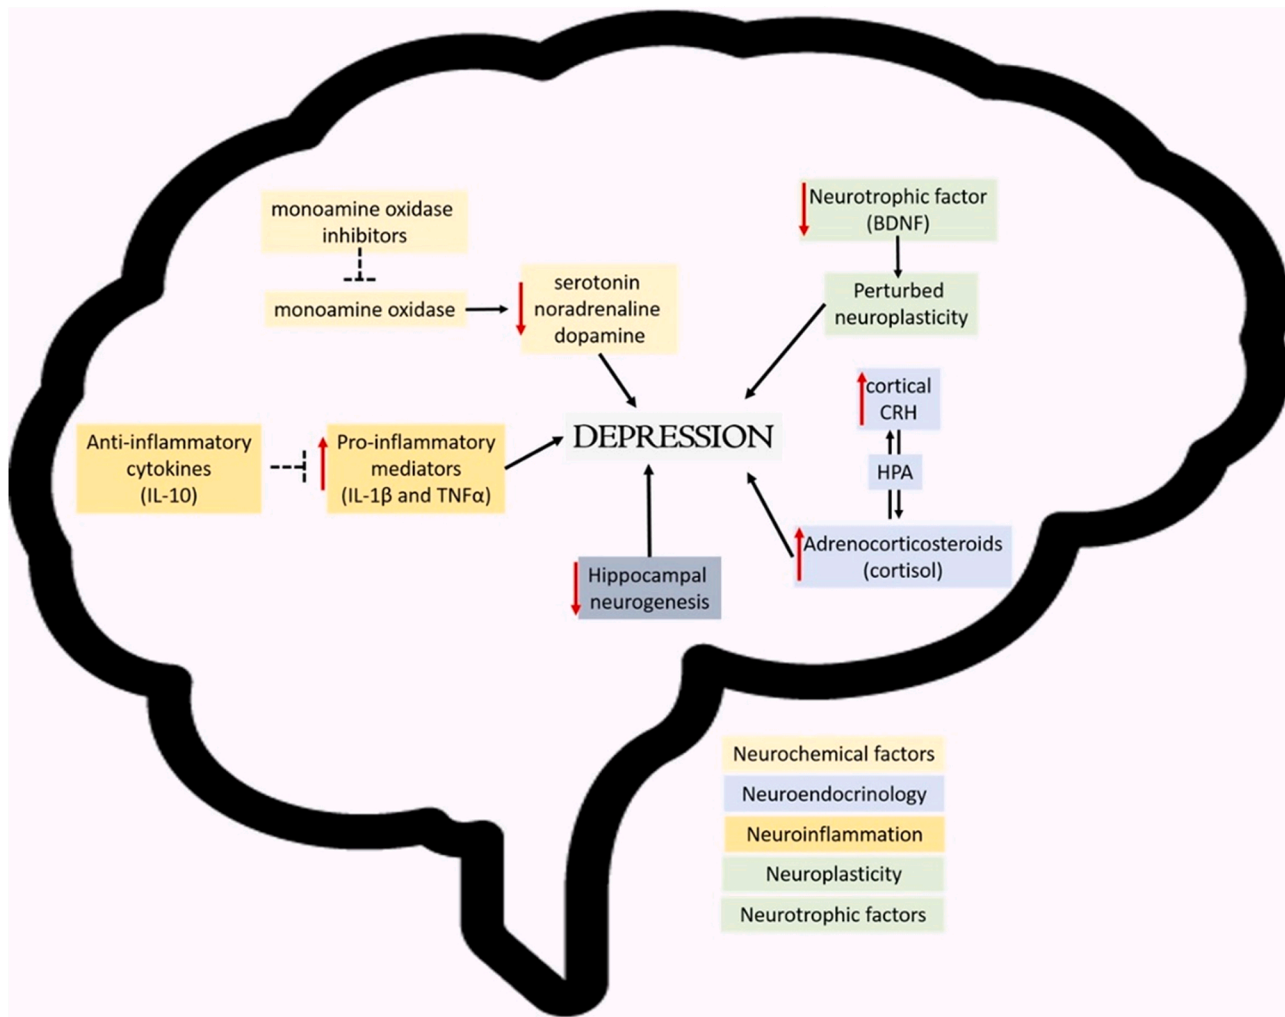 monoamine oxidase
inhibitors
monoamine oxidase
serotonin
noradrenaline
dopamine
Neurotrophic factor
(BDNF)
Perturbed
neuroplasticity
cortical
CRH
HPA
Adrenocorticosteroids
(cortisol)
Anti-inflammatory
cytokines
(IL-10)
Pro-inflammatory
mediators
(IL-1β and TNFα)
DEPRESSION
Hippocampal
neurogenesis
Neurochemical factors
Neuroendocrinology
Neuroinflammation
Neuroplasticity
Neurotrophic factors